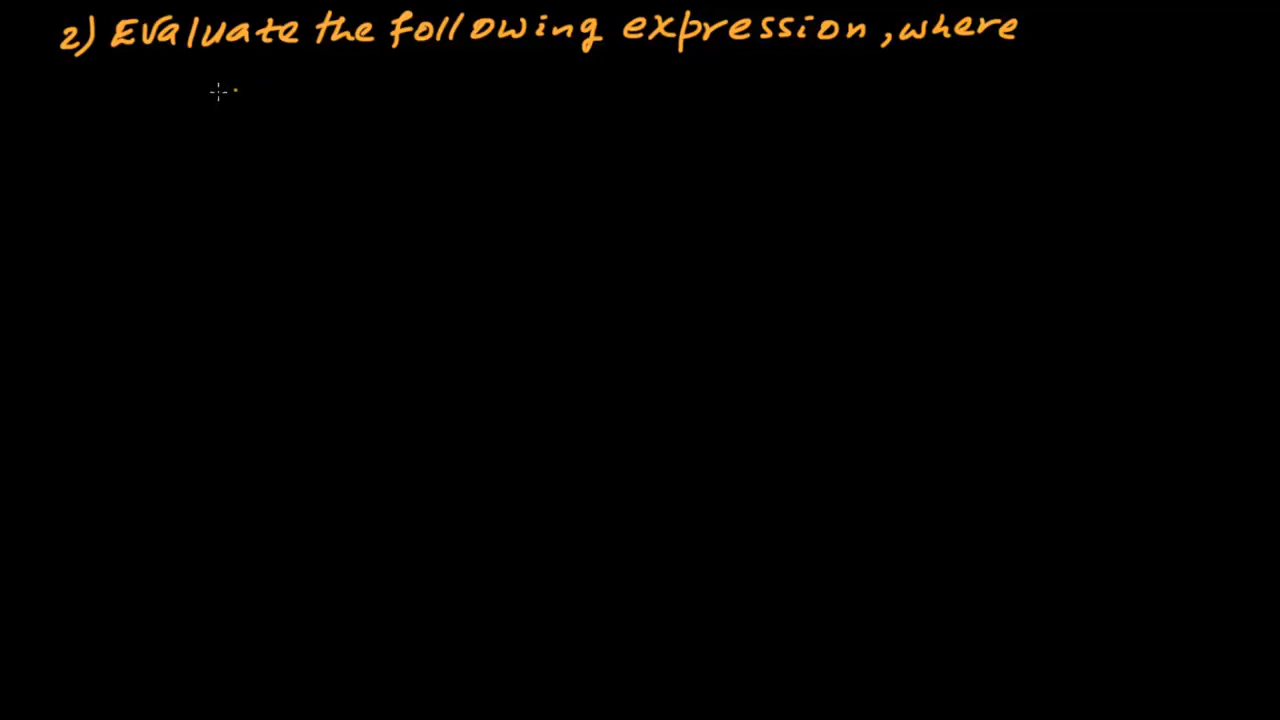 2) Evaluate the following expression, where